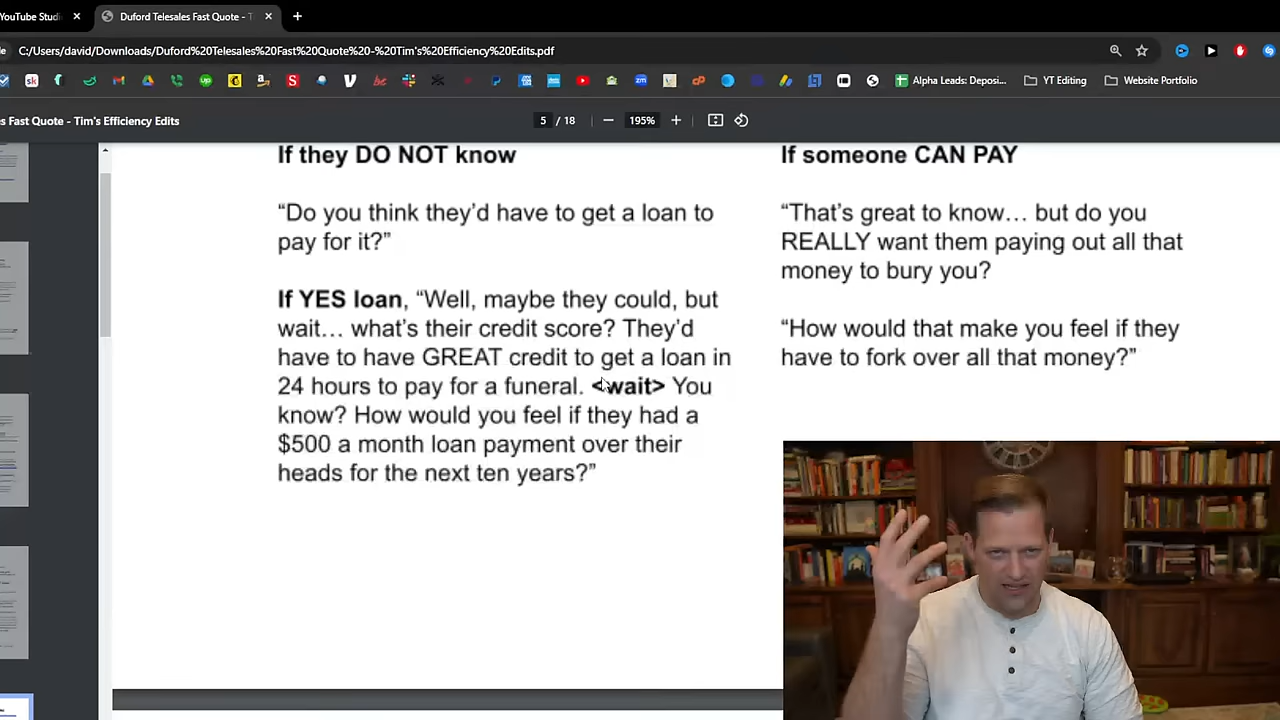 YouTube Studi
Duford Telesales Fast Quote - T
C:/Users/david/Downloads/Duford%20Telesales%20Fast%20Quote%20-%20Tim's%20Efficiency%20Edits.pdf
Alpha Leads: Deposi...
YT Editing
Website Portfolio
s Fast Quote - Tim's Efficiency Edits
5 / 18
195%
If they DO NOT know
“Do you think they’d have to get a loan to
pay for it?”
If YES loan, “Well, maybe they could, but
wait… what’s their credit score? They’d
have to have GREAT credit to get a loan in
24 hours to pay for a funeral. <wait> You
know? How would you feel if they had a
$500 a month loan payment over their
heads for the next ten years?”
If someone CAN PAY
“That’s great to know… but do you
REALLY want them paying out all that
money to bury you?
“How would that make you feel if they
have to fork over all that money?”